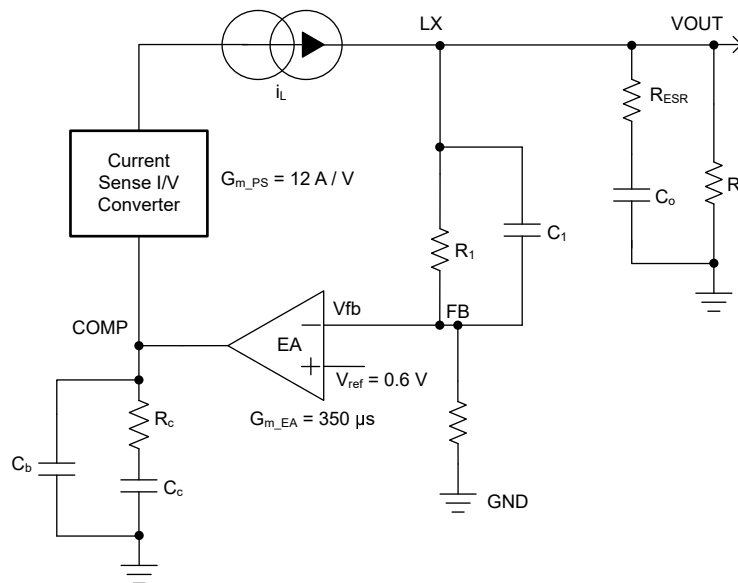 LX
VOUT
i_L
R_ESR
Current
Sense I/V
Converter
G_m_PS = 12 A / V
C_o
R
R_1
C_1
COMP
Vfb
FB
EA
V_ref = 0.6 V
G_m_EA = 350 µs
R_c
C_b
C_c
GND